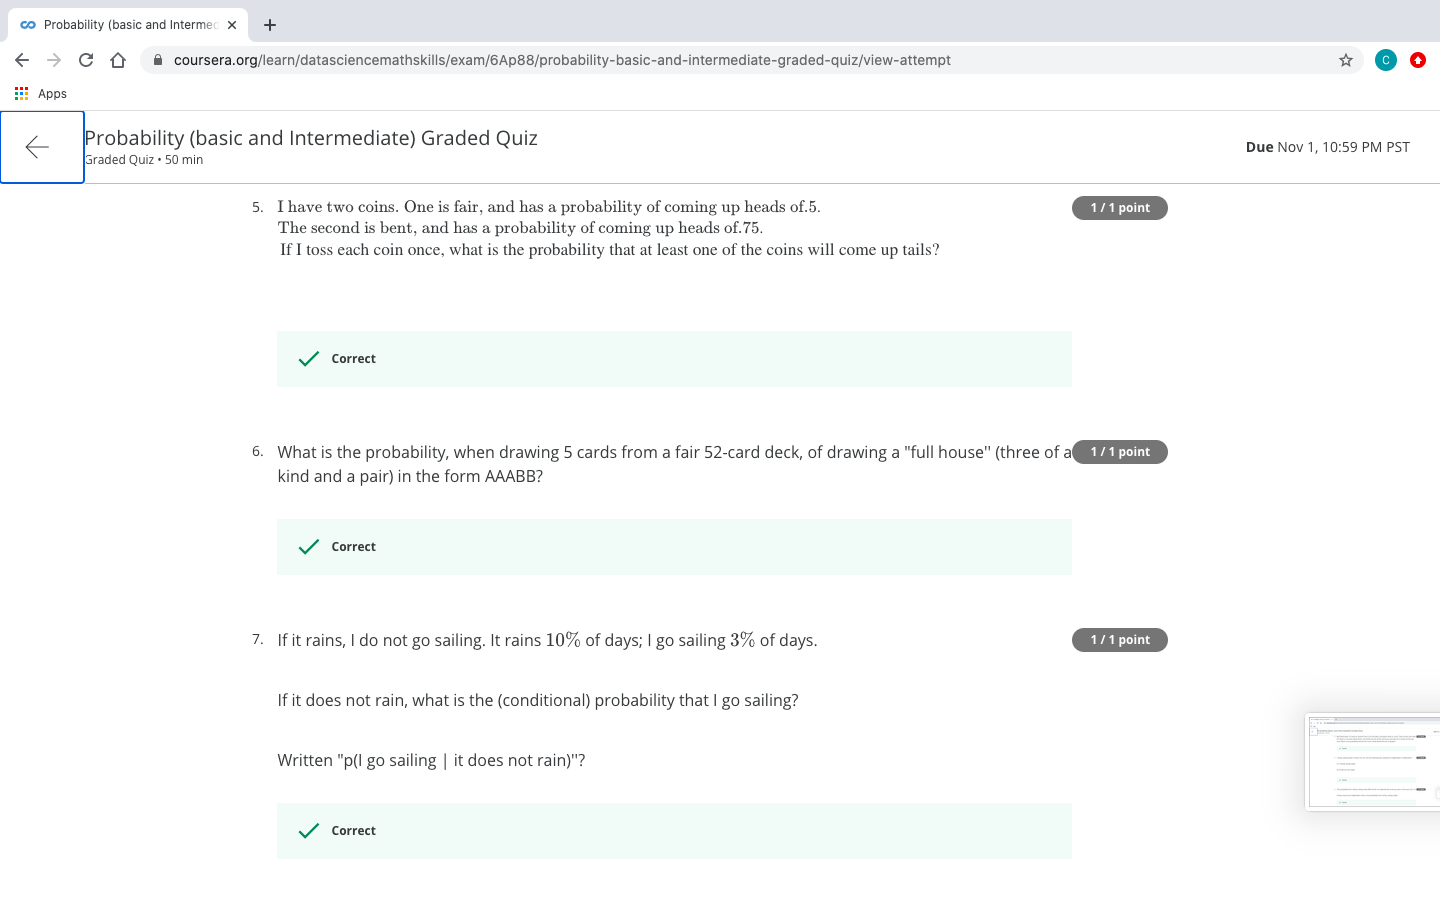 Probability (basic and Intermed
coursera.org/learn/datasciencemathskills/exam/6Ap88/probability-basic-and-intermediate-graded-quiz/view-attempt
C
Apps
Probability (basic and Intermediate) Graded Quiz
Graded Quiz • 50 min
Due Nov 1, 10:59 PM PST
5. I have two coins. One is fair, and has a probability of coming up heads of.5.
1 / 1 point
The second is bent, and has a probability of coming up heads of.75.
If I toss each coin once, what is the probability that at least one of the coins will come up tails?
Correct
6. What is the probability, when drawing 5 cards from a fair 52-card deck, of drawing a "full house" (three of a
1 / 1 point
kind and a pair) in the form AAABB?
Correct
7. If it rains, I do not go sailing. It rains 10% of days; I go sailing 3% of days.
1 / 1 point
If it does not rain, what is the (conditional) probability that I go sailing?
Written "p(I go sailing | it does not rain)"?
Correct